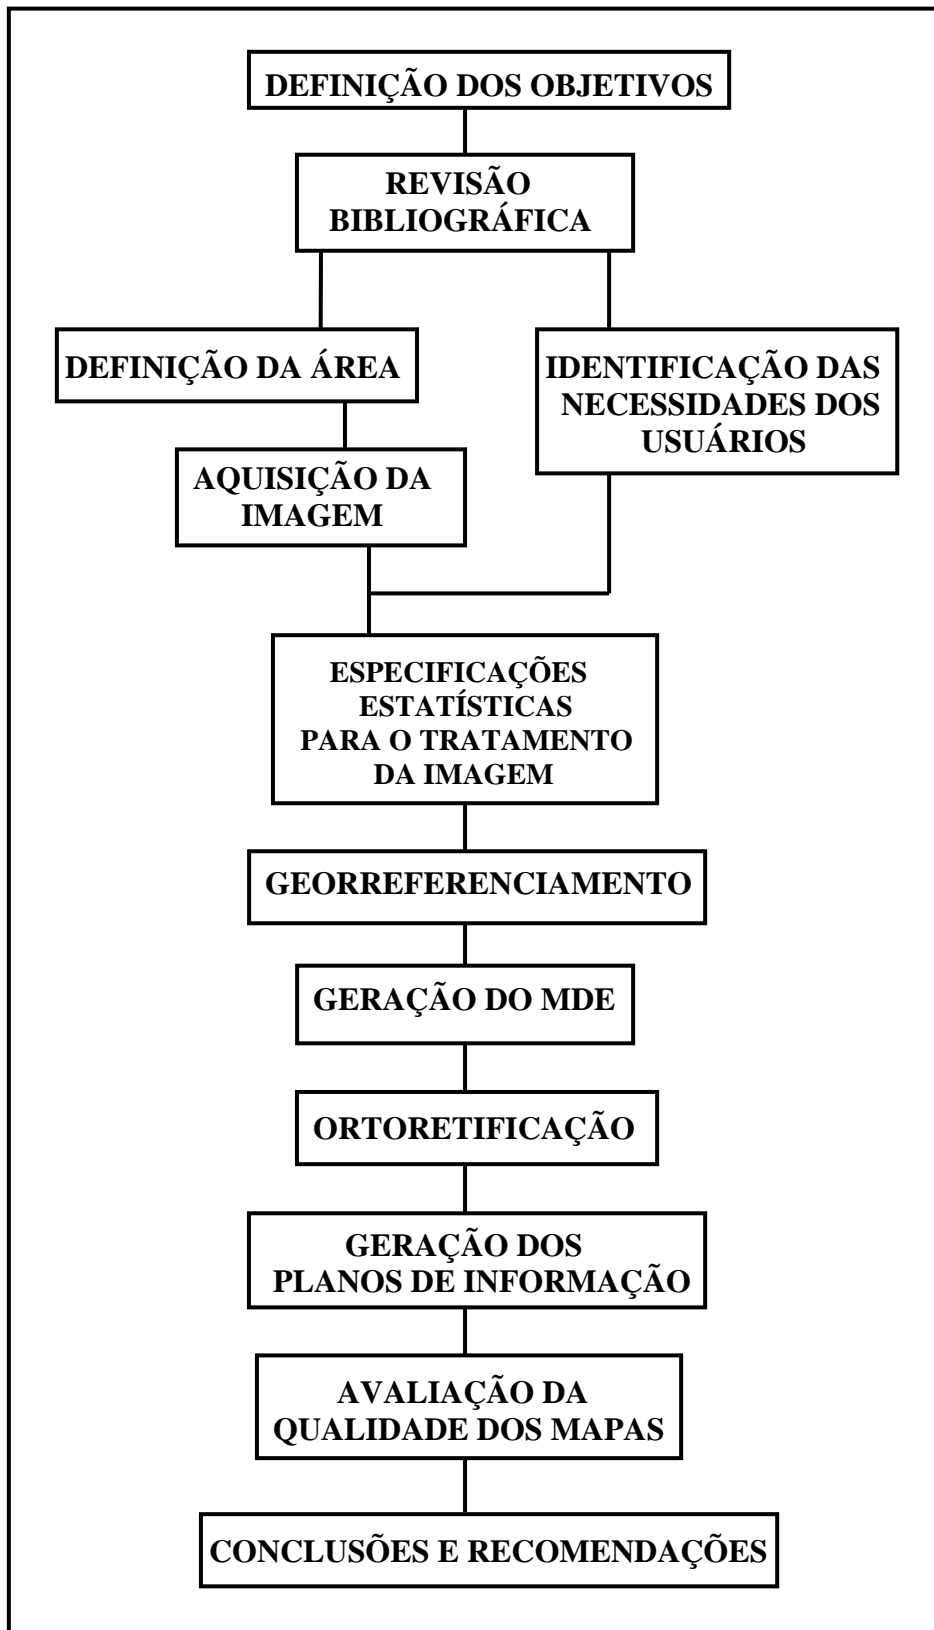 DEFINIÇÃO DOS OBJETIVOS
REVISÃO
BIBLIOGRÁFICA
DEFINIÇÃO DA ÁREA
IDENTIFICAÇÃO DAS
NECESSIDADES DOS
USUÁRIOS
AQUISIÇÃO DA
IMAGEM
ESPECIFICAÇÕES
ESTATÍSTICAS
PARA O TRATAMENTO
DA IMAGEM
GEORREFERENCIAMENTO
GERAÇÃO DO MDE
ORTORETIFICAÇÃO
GERAÇÃO DOS
PLANOS DE INFORMAÇÃO
AVALIAÇÃO DA
QUALIDADE DOS MAPAS
CONCLUSÕES E RECOMENDAÇÕES